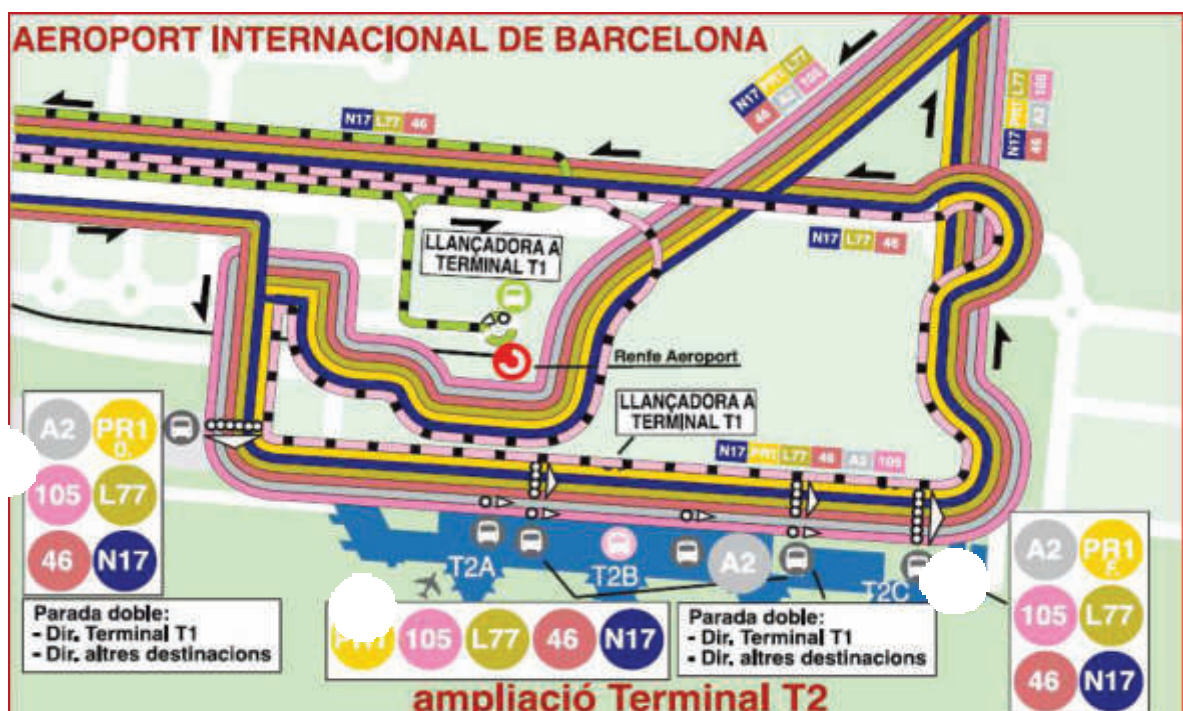 AEROPORT INTERNACIONAL DE BARCELONA
N17 PR1 L77
46 A2 105
L77 105
PR1 A2
N17 46
N17 L77 46
N17 L77 46
LLANÇADORA A
TERMINAL T1
Renfe Aeroport
LLANÇADORA A
TERMINAL T1
N17 PR1 L77 46 A2 105
A2 PR1
O.
105 L77
46 N17
Parada doble:
- Dir. Terminal T1
- Dir. altres destinacions
T2A
T2B
A2
T2C
105 L77 46 N17
Parada doble:
- Dir. Terminal T1
- Dir. altres destinacions
A2 PR1
F.
105 L77
46 N17
ampliació Terminal T2